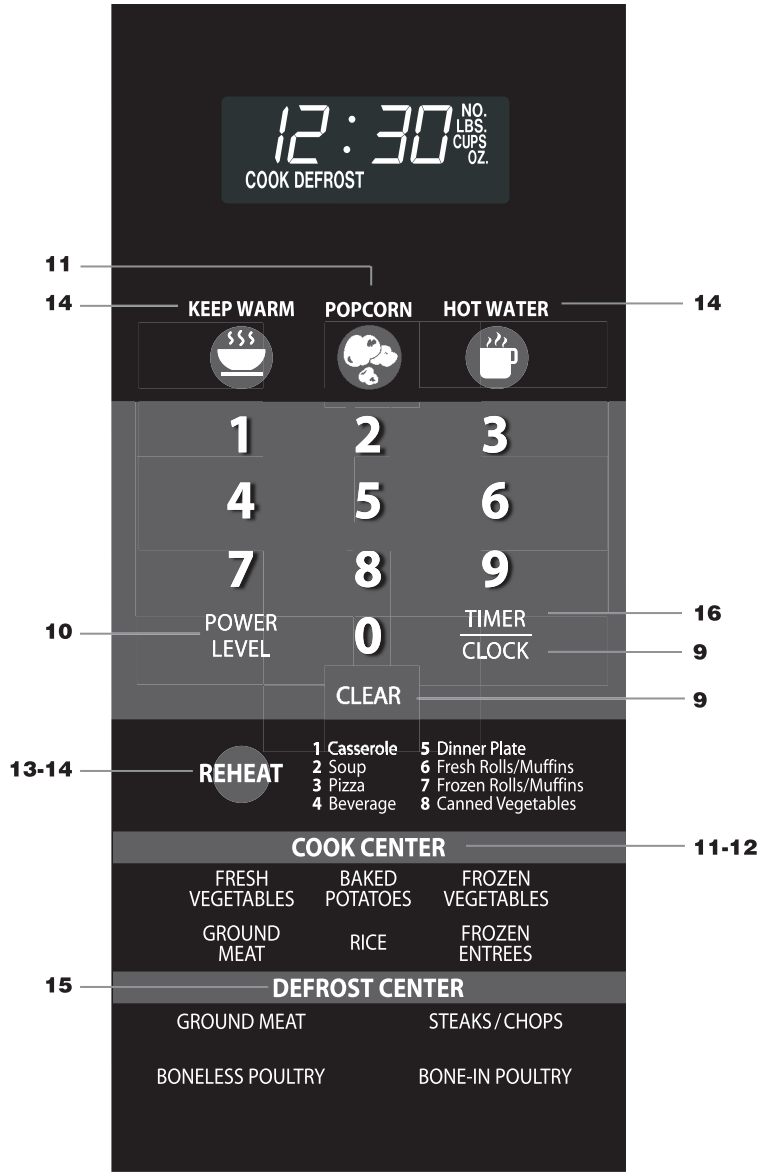 12:30 NO.
LBS.
CUPS
OZ.
COOK DEFROST
11
14 KEEP WARM POPCORN HOT WATER 14
1 2 3
4 5 6
7 8 9
10 POWER LEVEL 0 TIMER 16
CLOCK 9
CLEAR 9
13-14 REHEAT
1 Casserole 5 Dinner Plate
2 Soup 6 Fresh Rolls/Muffins
3 Pizza 7 Frozen Rolls/Muffins
4 Beverage 8 Canned Vegetables
COOK CENTER 11-12
FRESH BAKED FROZEN
VEGETABLES POTATOES VEGETABLES
GROUND RICE FROZEN
MEAT ENTREES
15 DEFROST CENTER
GROUND MEAT STEAKS/CHOPS
BONELESS POULTRY BONE-IN POULTRY